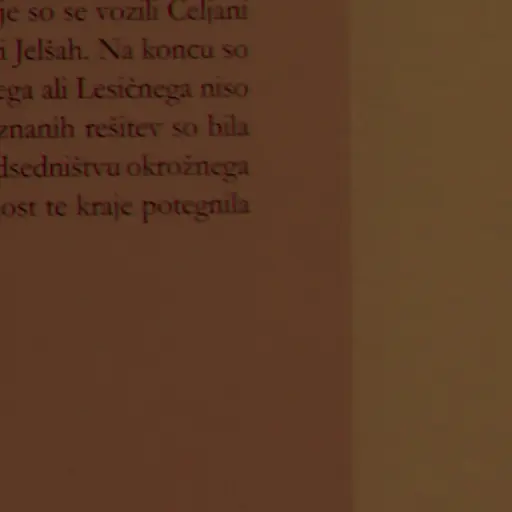 je so se vozili Celjani
i Jelšah. Na koncu so
ega ali Lesičnega niso
znanih rešitev so bila
dsedništvu okrožnega
ost te kraje potegnila